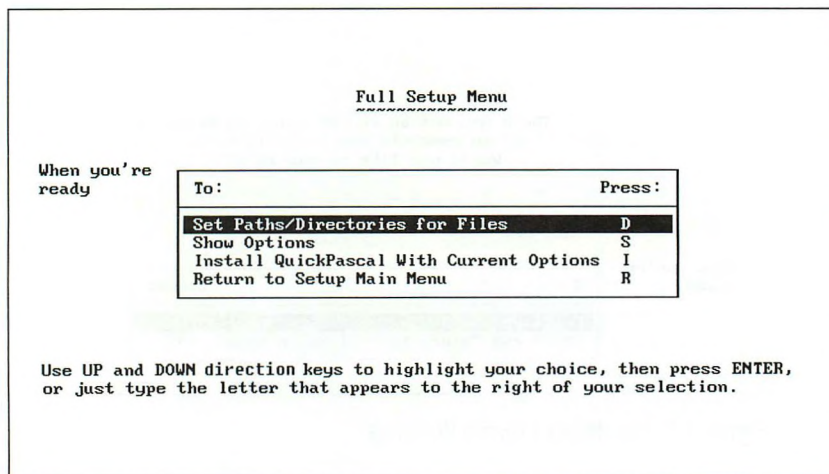 Full Setup Menu
~~~~~~~~~~~~~~~
When you're
ready
To: Press:
Set Paths/Directories for Files D
Show Options S
Install QuickPascal With Current Options I
Return to Setup Main Menu R
Use UP and DOWN direction keys to highlight your choice, then press ENTER,
or just type the letter that appears to the right of your selection.